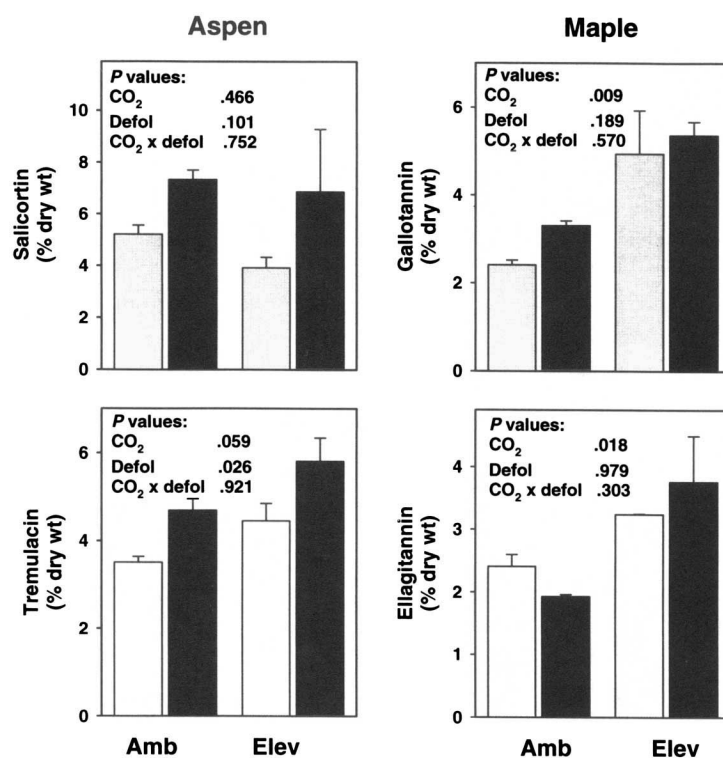 Aspen
Maple
P values:
CO2 .466
Defol .101
CO2 x defol .752
10
8
6
4
2
0
Salicortin
(% dry wt)
P values:
CO2 .009
Defol .189
CO2 x defol .570
6
4
2
0
Gallotannin
(% dry wt)
P values:
CO2 .059
Defol .026
CO2 x defol .921
6
4
2
0
Tremulacin
(% dry wt)
Amb Elev
P values:
CO2 .018
Defol .979
CO2 x defol .303
4
3
2
1
0
Ellagitannin
(% dry wt)
Amb Elev